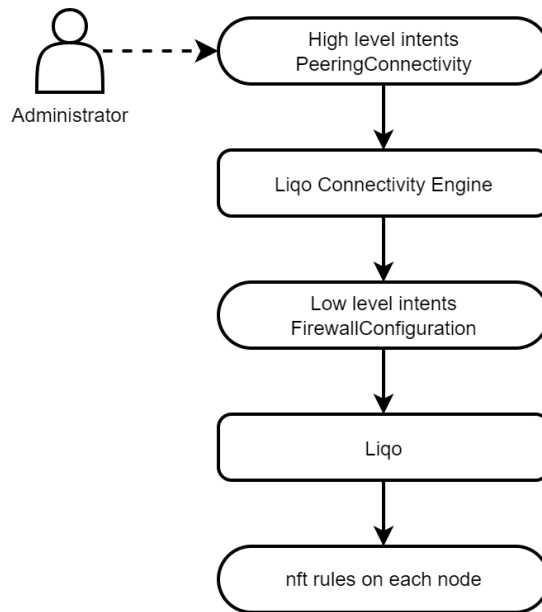 High level intents
PeeringConnectivity
Administrator
Liqo Connectivity Engine
Low level intents
FirewallConfiguration
Liqo
nft rules on each node